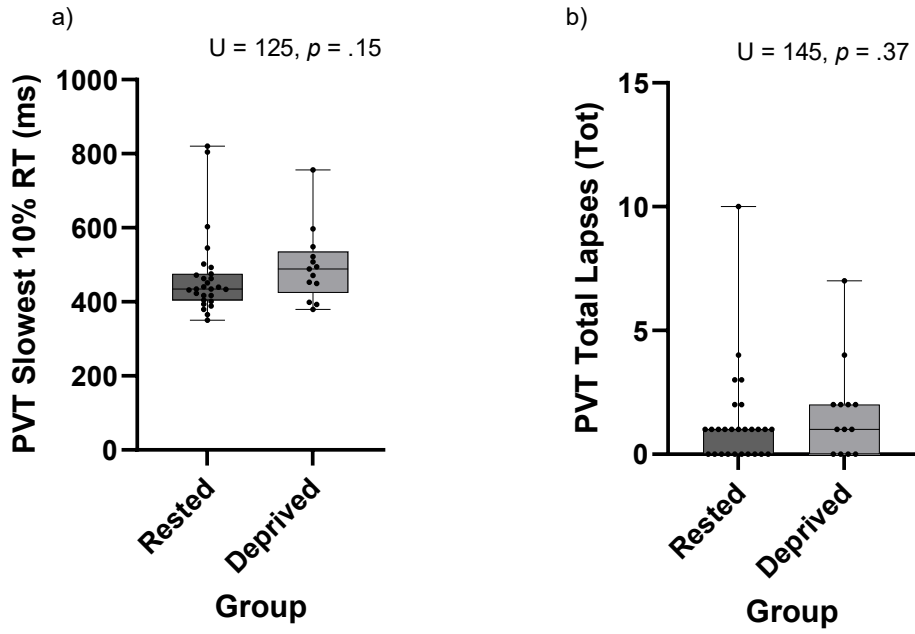 a)
U = 125, p = .15
PVT Slowest 10% RT (ms)
1000
800
600
400
200
0
Rested
Deprived
Group
b)
U = 145, p = .37
PVT Total Lapses (Tot)
15
10
5
0
Rested
Deprived
Group